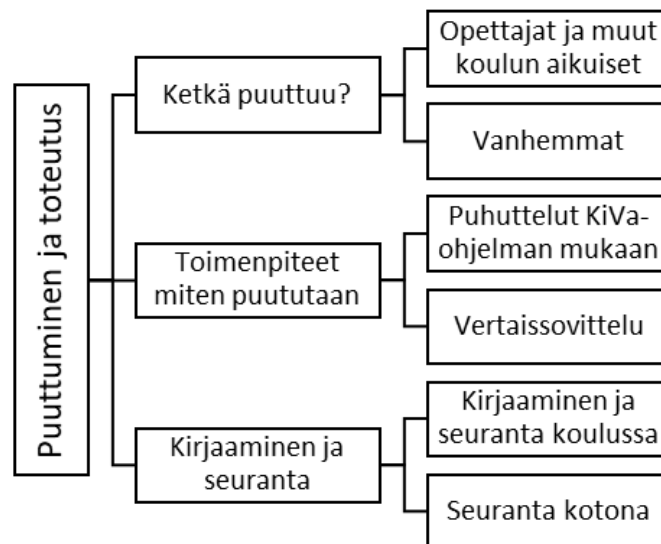 Puuttuminen ja toteutus
Ketkä puuttuu?
Opettajat ja muut
koulun aikuiset
Vanhemmat
Toimenpiteet
miten puututaan
Puhuttelut KiVa-
ohjelman mukaan
Vertaissovittelu
Kirjaaminen ja
seuranta
Kirjaaminen ja
seuranta koulussa
Seuranta kotona